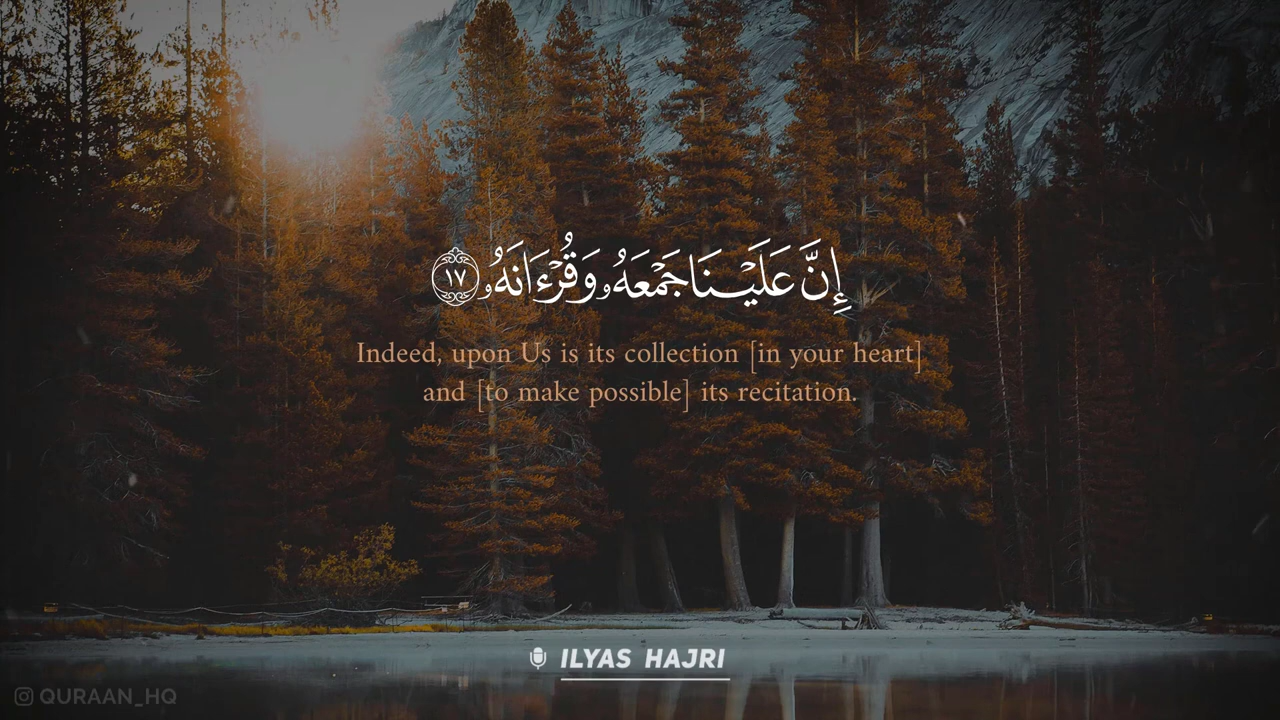 إِنَّ عَلَيْنَا جَمْعَهُۥ وَقُرْءَانَهُۥ ١٧
Indeed, upon Us is its collection [in your heart]
and [to make possible] its recitation.
ILYAS HAJRI
QURAAN_HQ